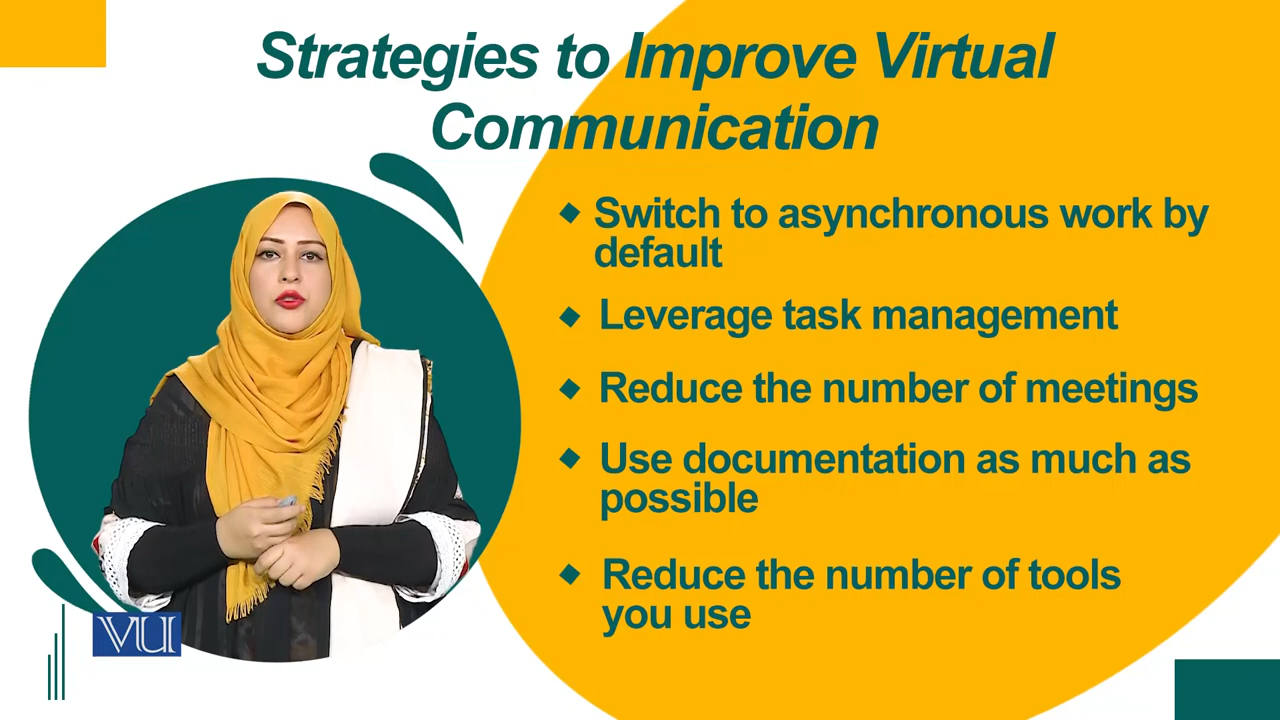 Strategies to Improve Virtual
Communication
Switch to asynchronous work by
default
Leverage task management
Reduce the number of meetings
Use documentation as much as
possible
Reduce the number of tools
you use
VU